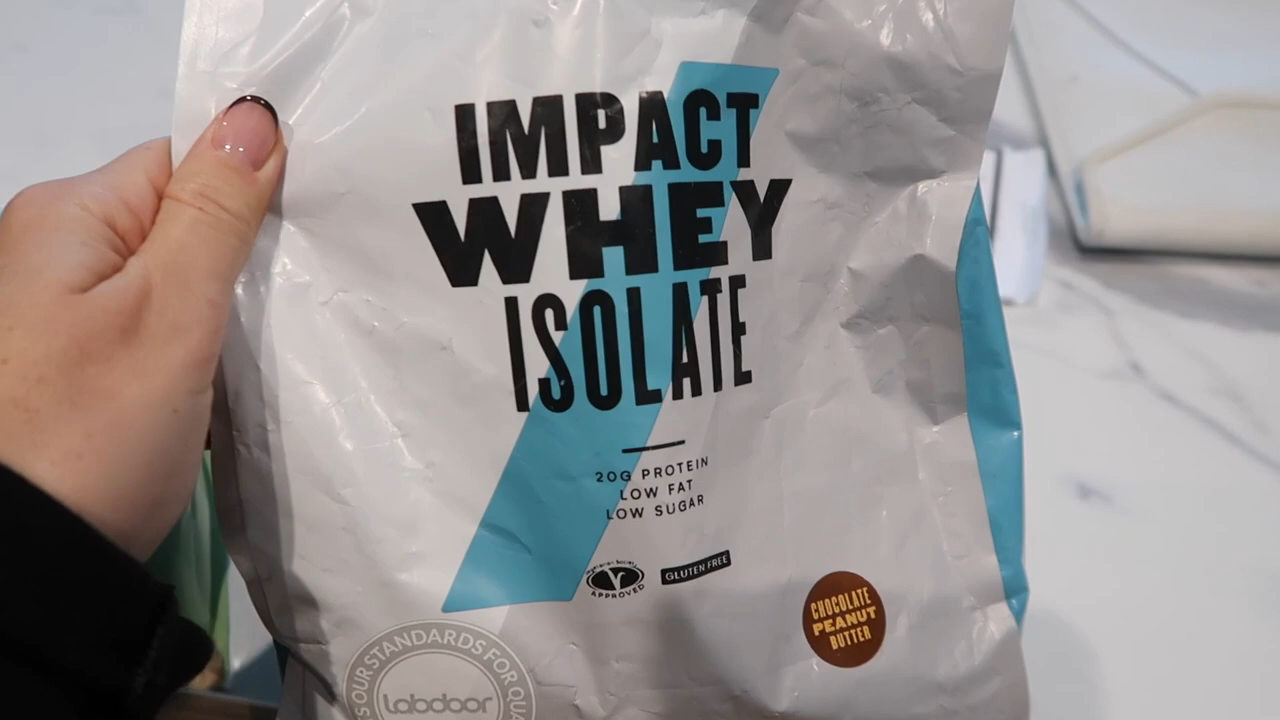 IMPACT
WHEY
ISOLATE
20G PROTEIN
LOW FAT
LOW SUGAR
APPROVED
GLUTEN FREE
CHOCOLATE
PEANUT
BUTTER
OUR STANDARDS FOR
labdoor